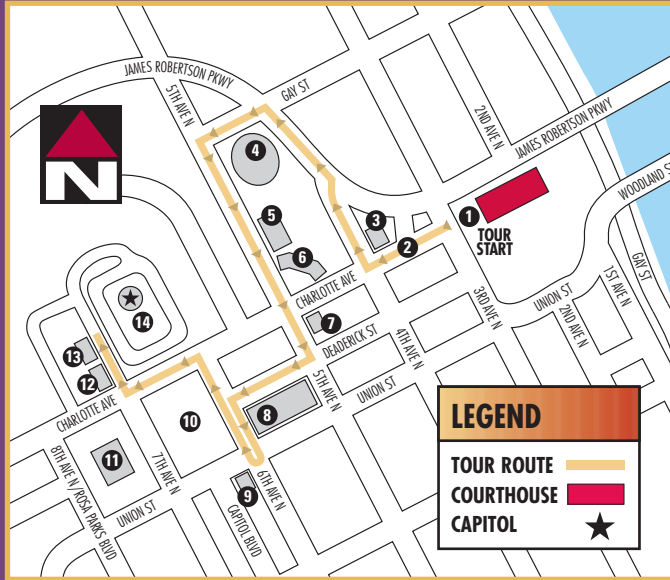 JAMES ROBERTSON PKWY
5TH AVE N
GAY ST
2ND AVE N
JAMES ROBERTSON PKWY
WOODLAND ST
N
4
1
TOUR
START
3
2
5
6
CHARLOTTE AVE
GAY ST
1ST AVE N
2ND AVE N
UNION ST
3RD AVE N
7
DEADERICK ST
4TH AVE N
14
13
12
5TH AVE N
UNION ST
CHARLOTTE AVE
8
10
11
7TH AVE N
9
6TH AVE N
8TH AVE N/ROSA PARKS BLVD
UNION ST
CAPITOL BLVD
LEGEND
TOUR ROUTE
COURTHOUSE
CAPITOL